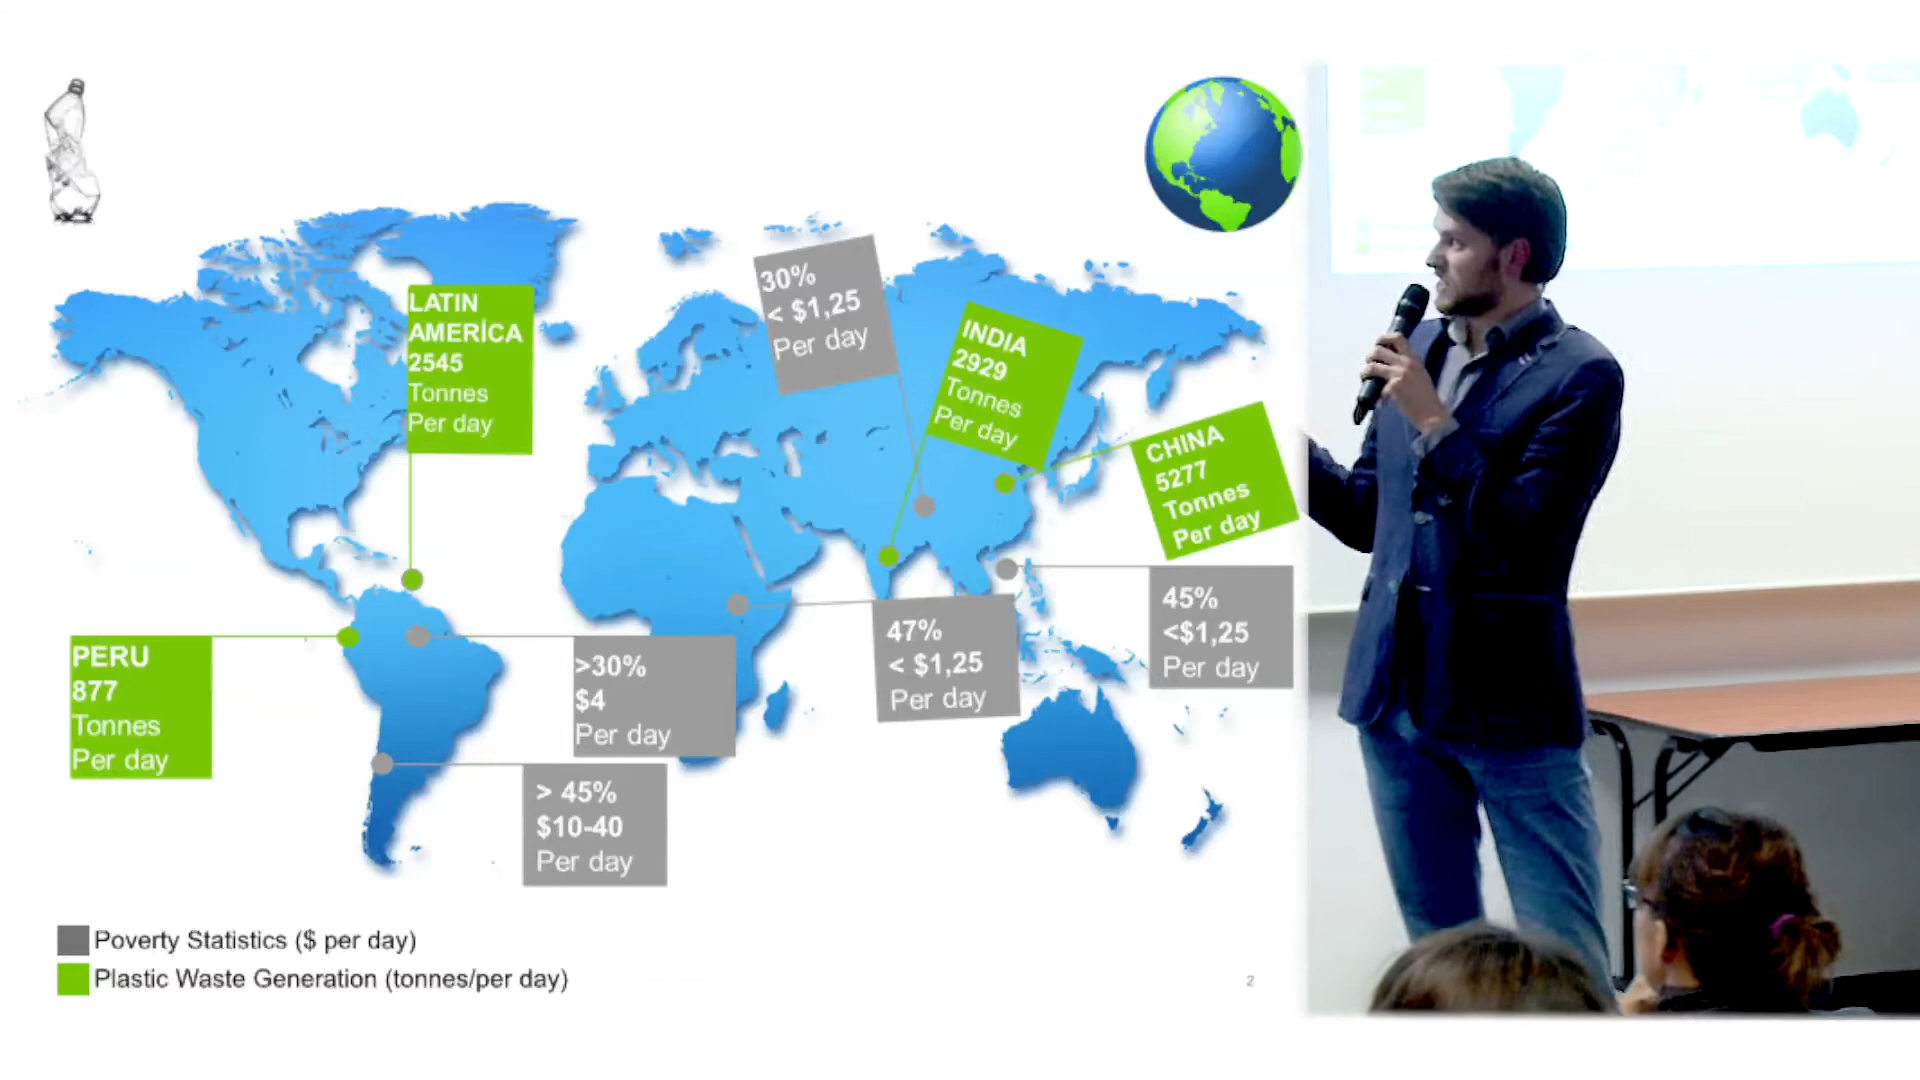 LATIN
AMERİCA
2545
Tonnes
Per day
30%
< $1,25
Per day
INDIA
2929
Tonnes
Per day
CHINA
5277
Tonnes
Per day
PERU
877
Tonnes
Per day
>30%
$4
Per day
47%
< $1,25
Per day
45%
<$1,25
Per day
> 45%
$10-40
Per day
Poverty Statistics ($ per day)
Plastic Waste Generation (tonnes/per day)
2